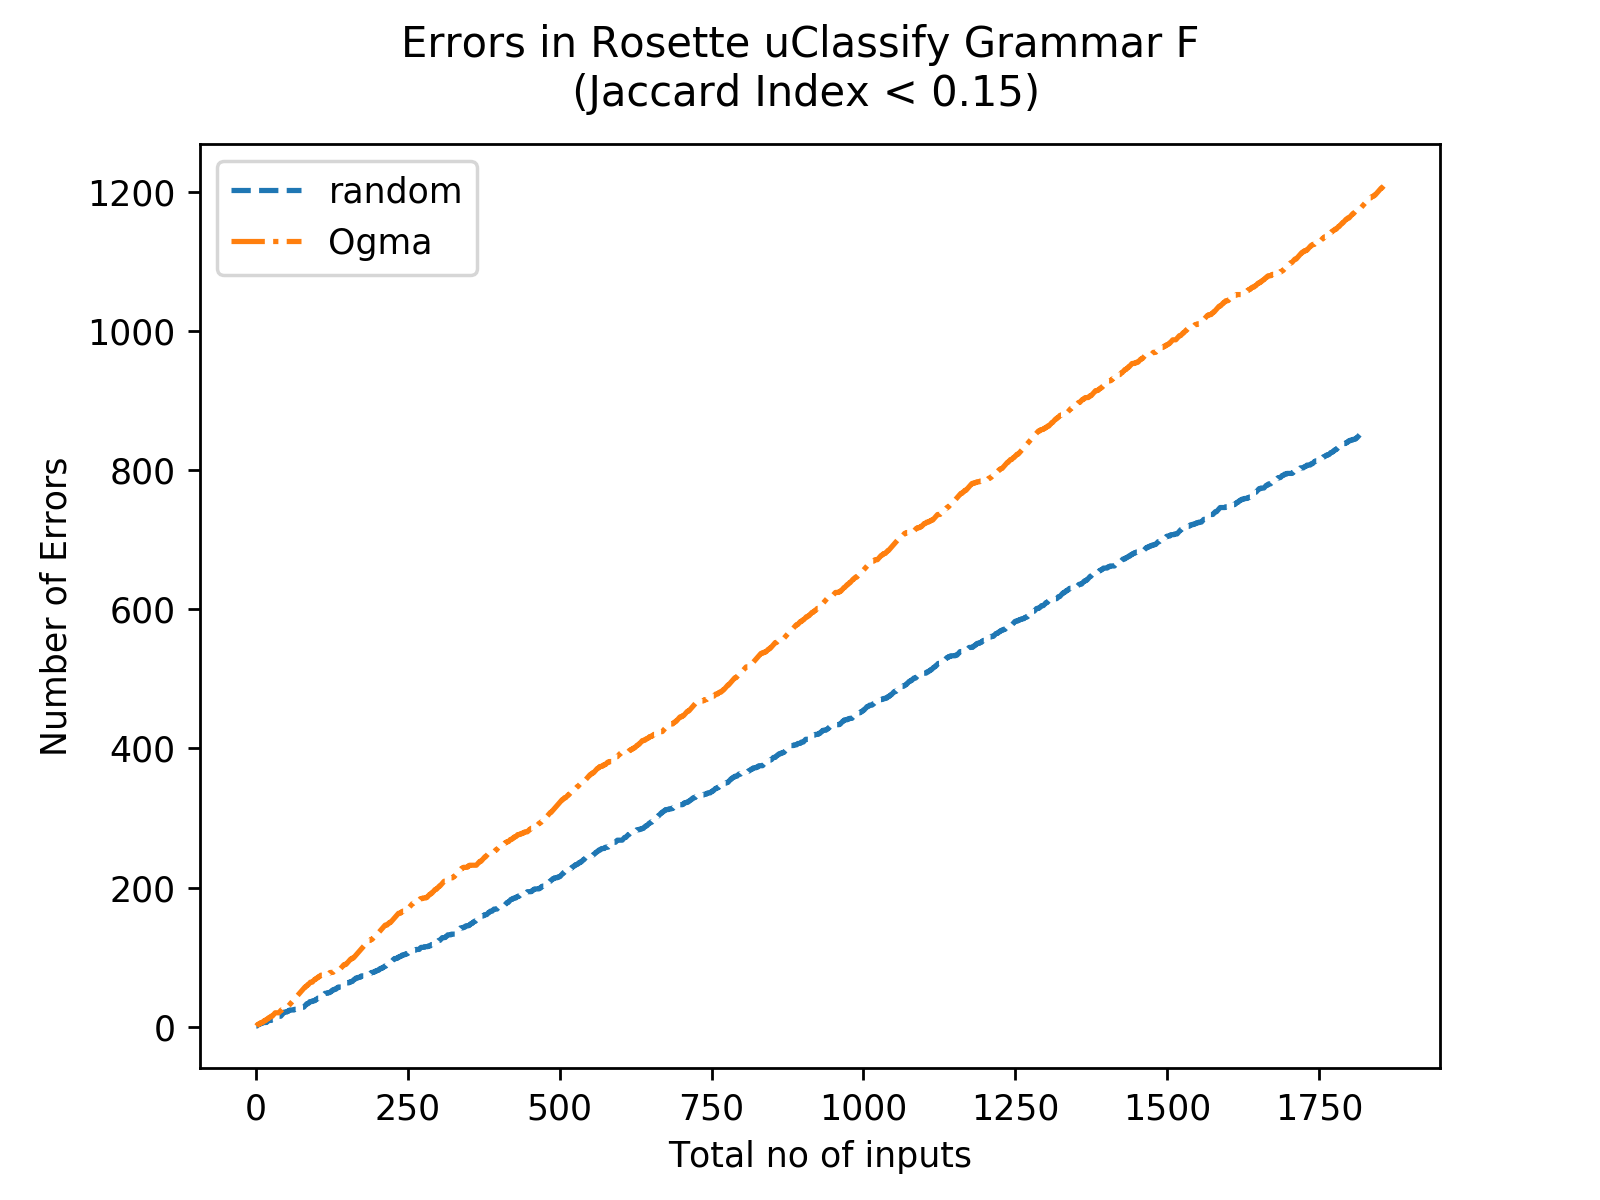 Errors in Rosette uClassify Grammar F
(Jaccard Index < 0.15)
random
Ogma
1200
1000
800
600
400
200
0
Number of Errors
0 250 500 750 1000 1250 1500 1750
Total no of inputs